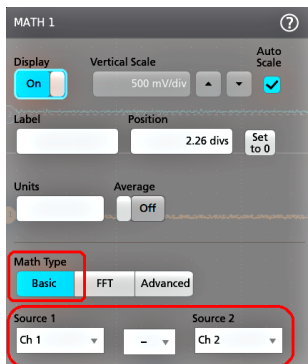 MATH 1 ?
Display Vertical Scale Auto Scale
On 500 mV/div
Label Position
2.26 divs Set to 0
Units Average
Off
Math Type
Basic FFT Advanced
Source 1 Source 2
Ch 1 - Ch 2